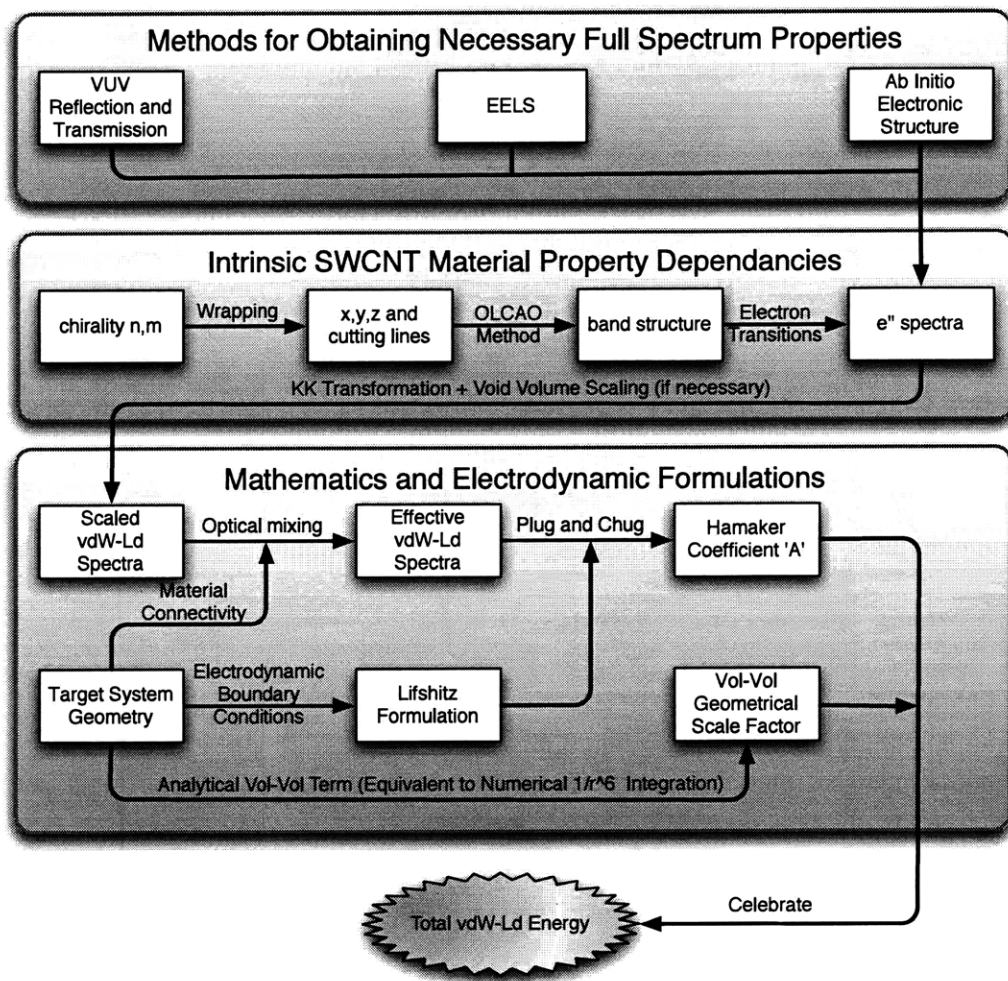 Methods for Obtaining Necessary Full Spectrum Properties
VUV
Reflection and
Transmission
EELS
Ab Initio
Electronic
Structure
Intrinsic SWCNT Material Property Dependancies
chirality n,m
Wrapping
x,y,z and
cutting lines
OLCAO
Method
band structure
Electron
Transitions
e" spectra
KK Transformation + Void Volume Scaling (if necessary)
Mathematics and Electrodynamic Formulations
Scaled
vdW-Ld
Spectra
Optical mixing
Effective
vdW-Ld
Spectra
Plug and Chug
Hamaker
Coefficient 'A'
Material
Connectivity
Target System
Geometry
Electrodynamic
Boundary
Conditions
Lifshitz
Formulation
Vol-Vol
Geometrical
Scale Factor
Analytical Vol-Vol Term (Equivalent to Numerical 1/r^6 Integration)
Total vdW-Ld Energy
Celebrate